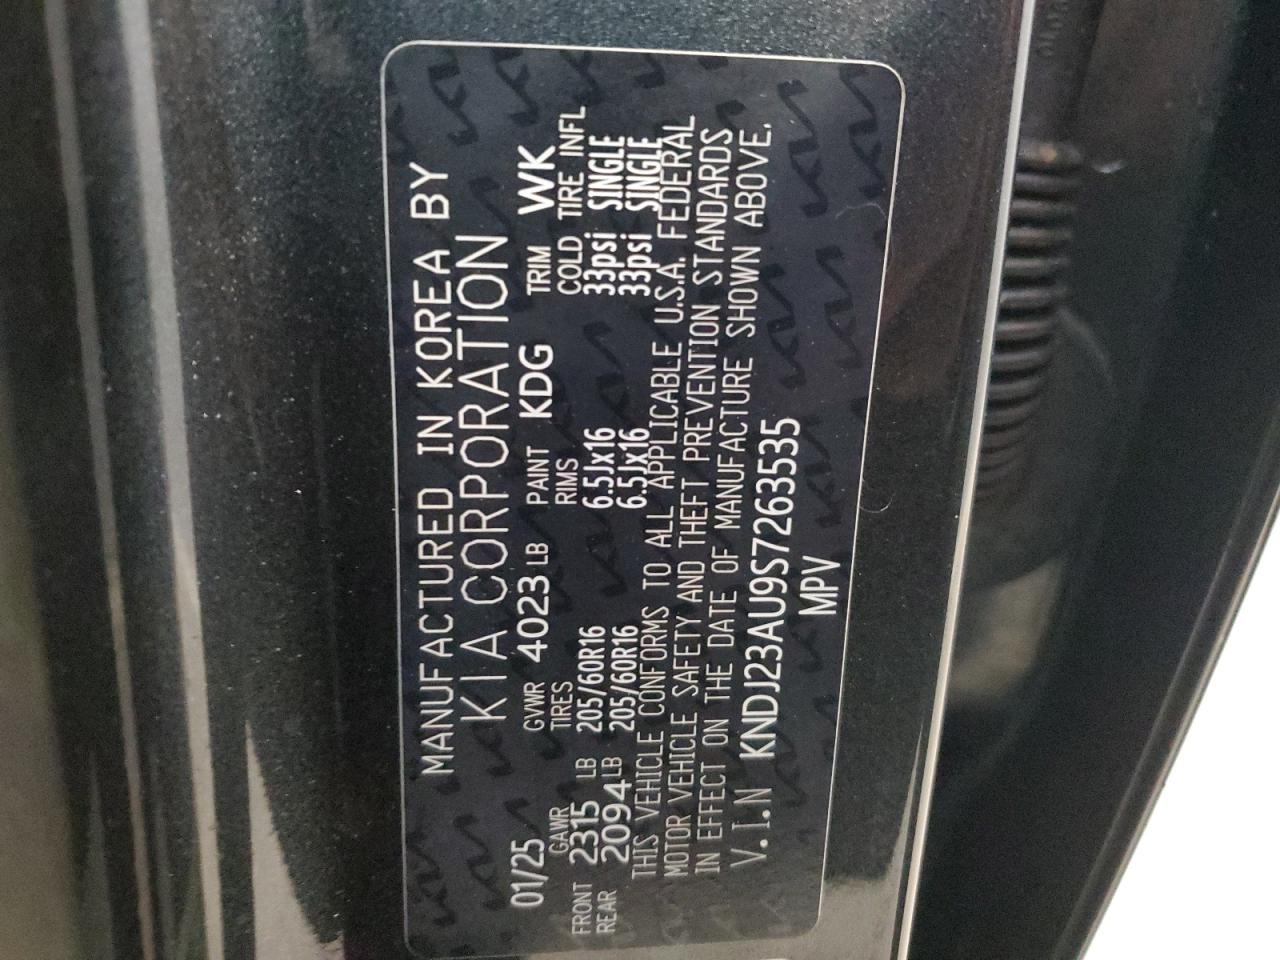 MANUFACTURED IN KOREA BY
KIA CORPORATION
01/25 GVWR 4023 LB PAINT KDG TRIM WK
GAWR TIRES RIMS COLD TIRE INFL
FRONT 2315 LB 205/60R16 6.5Jx16 33psi SINGLE
REAR 2094 LB 205/60R16 6.5Jx16 33psi SINGLE
THIS VEHICLE CONFORMS TO ALL APPLICABLE U.S.A. FEDERAL
MOTOR VEHICLE SAFETY AND THEFT PREVENTION STANDARDS
IN EFFECT ON THE DATE OF MANUFACTURE SHOWN ABOVE.
V.I.N KNDJ23AU9S7263535
MPV